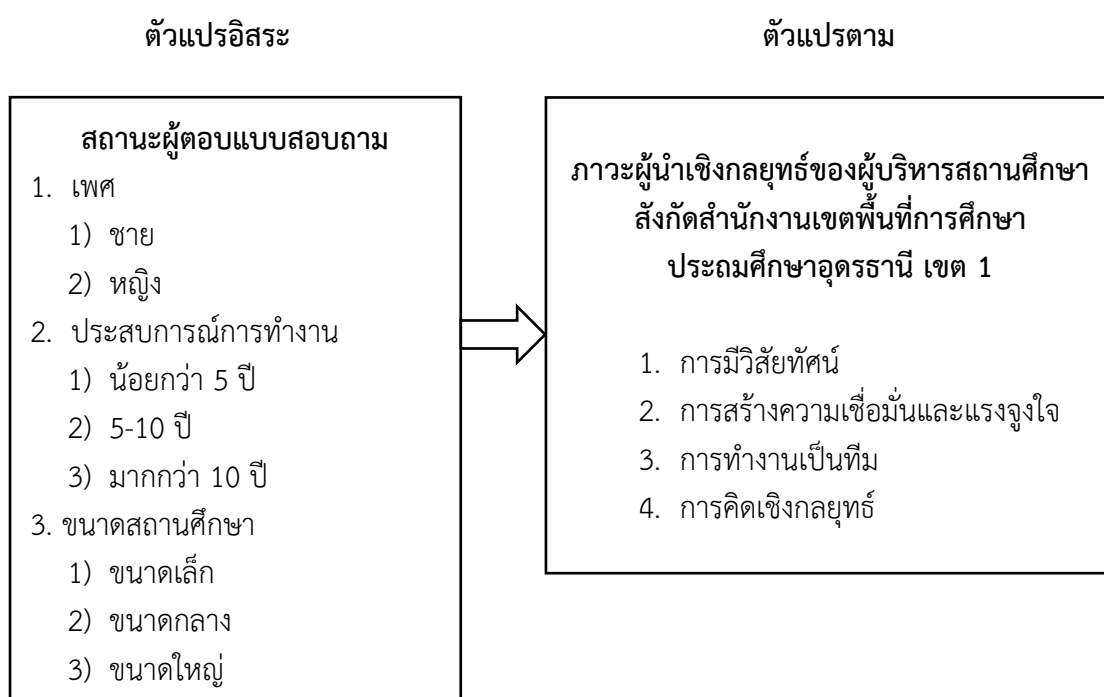 ตัวแปรอิสระ
ตัวแปรตาม
สถานะผู้ตอบแบบสอบถาม
1. เพศ
1) ชาย
2) หญิง
2. ประสบการณ์การทำงาน
1) น้อยกว่า 5 ปี
2) 5-10 ปี
3) มากกว่า 10 ปี
3. ขนาดสถานศึกษา
1) ขนาดเล็ก
2) ขนาดกลาง
3) ขนาดใหญ่
ภาวะผู้นำเชิงกลยุทธ์ของผู้บริหารสถานศึกษา
สังกัดสำนักงานเขตพื้นที่การศึกษา
ประถมศึกษาอุดรธานี เขต 1
1. การมีวิสัยทัศน์
2. การสร้างความเชื่อมั่นและแรงจูงใจ
3. การทำงานเป็นทีม
4. การคิดเชิงกลยุทธ์